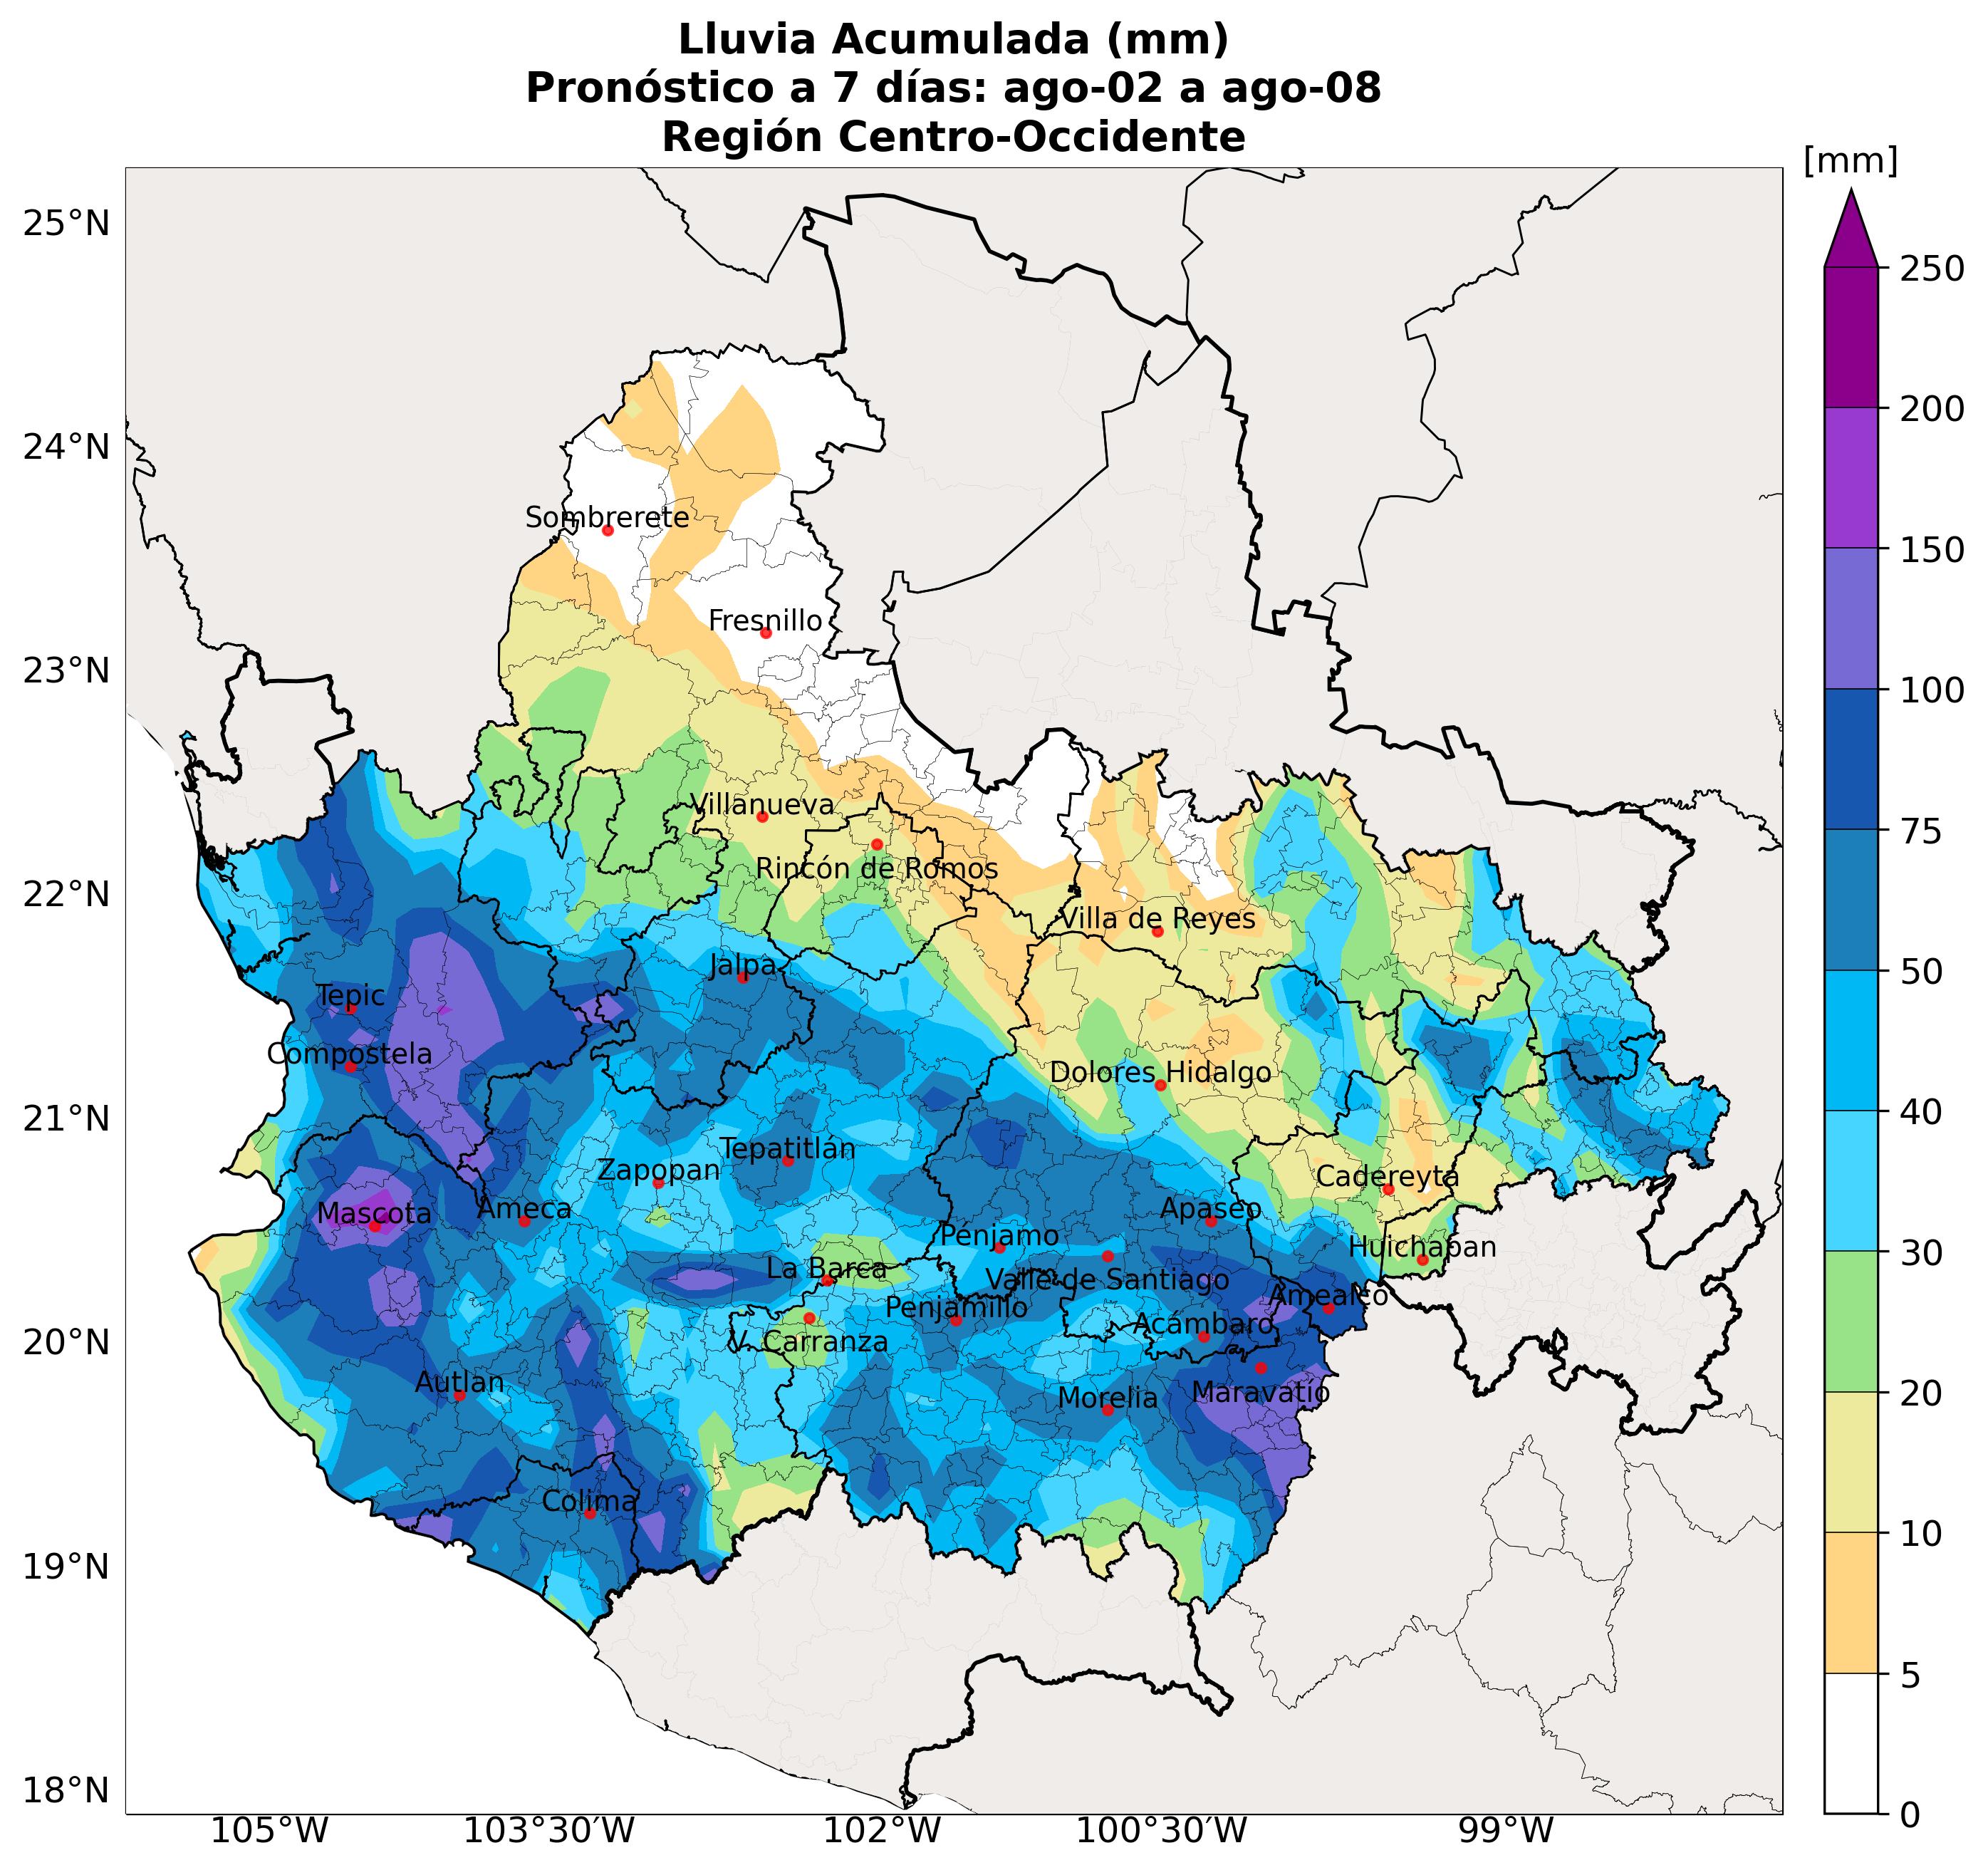 Lluvia Acumulada (mm)
Pronóstico a 7 días: ago-02 a ago-08
Región Centro-Occidente
[mm]
25°N
24°N
23°N
22°N
21°N
20°N
19°N
18°N
105°W
103°30'W
102°W
100°30'W
99°W
250
200
150
100
75
50
40
30
20
10
5
0
Sombrerete
Fresnillo
Villanueva
Rincón de Romos
Villa de Reyes
Jalpa
Tepic
Compostela
Dolores Hidalgo
Tepatitlán
Zapopan
Cadereyta
Mascota
Ameca
Apaseo
Penjamo
Huichapan
La Barca
Valle de Santiago
Amealco
Penjamillo
Acámbaro
V. Carranza
Autlan
Morelia
Maravatío
Colima